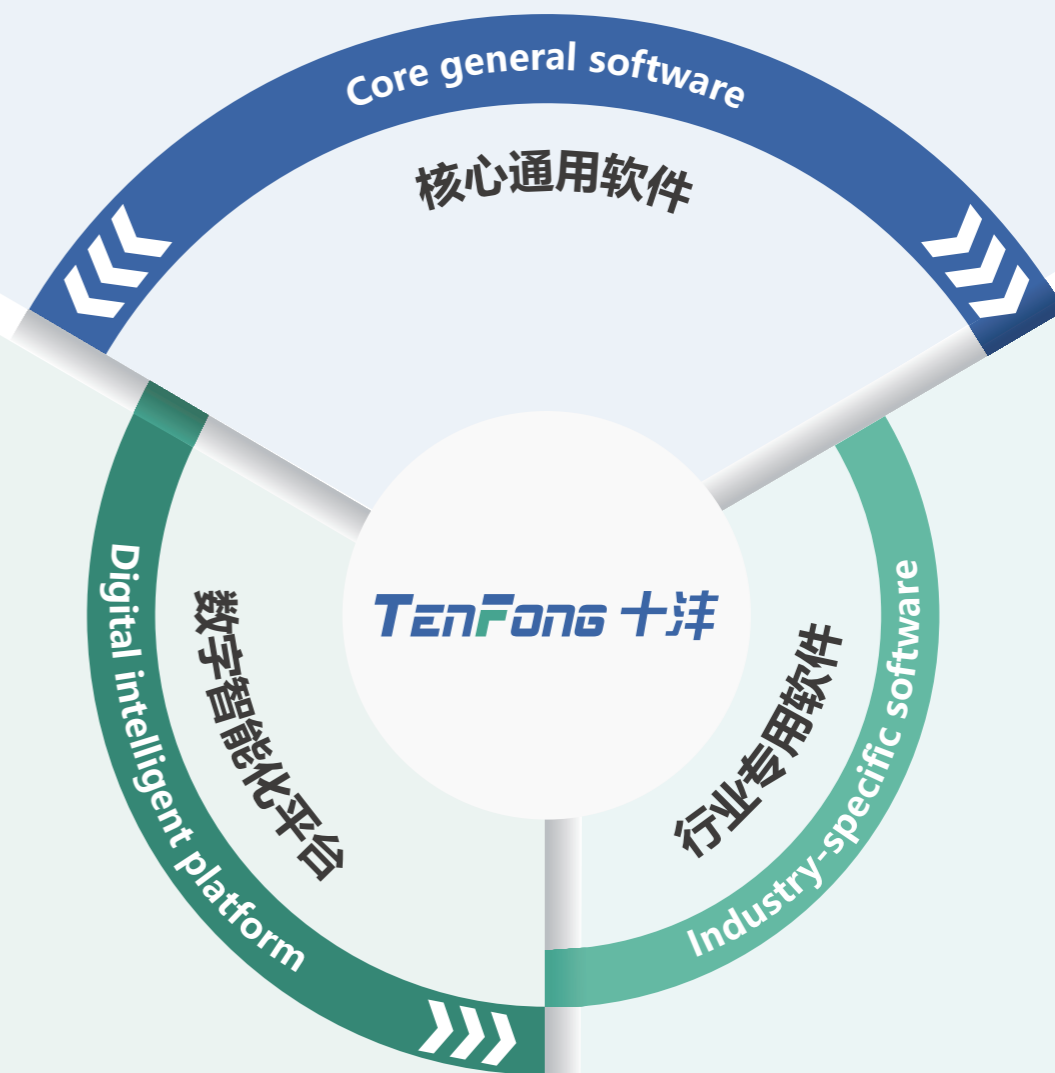 Core general software
核心通用软件
TENFONG 十沣
Digital intelligent platform
数字智能化平台
行业专用软件
Industry-specific software